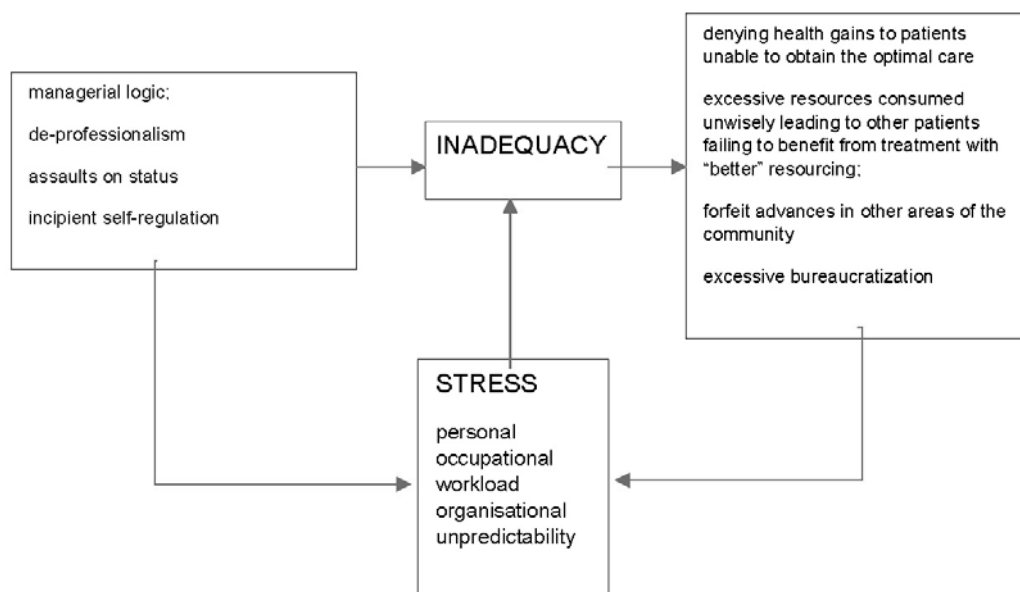 managerial logic;
de-professionalism
assaults on status
incipient self-regulation
INADEQUACY
denying health gains to patients
unable to obtain the optimal care
excessive resources consumed
unwisely leading to other patients
failing to benefit from treatment with
“better” resourcing;
forfeit advances in other areas of the
community
excessive bureaucratization
STRESS
personal
occupational
workload
organisational
unpredictability